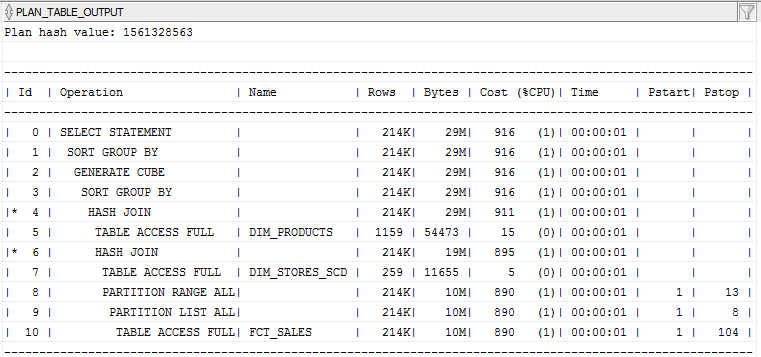 PLAN_TABLE_OUTPUT
Plan hash value: 1561328563
--------------------------------------------------------------------------------------------------------
| Id  | Operation                | Name           | Rows  | Bytes | Cost (%CPU)| Time     | Pstart| Pstop |
--------------------------------------------------------------------------------------------------------
|   0 | SELECT STATEMENT         |                |   214K|    29M|   916   (1)| 00:00:01 |       |       |
|   1 |  SORT GROUP BY           |                |   214K|    29M|   916   (1)| 00:00:01 |       |       |
|   2 |   GENERATE CUBE          |                |   214K|    29M|   916   (1)| 00:00:01 |       |       |
|   3 |    SORT GROUP BY         |                |   214K|    29M|   916   (1)| 00:00:01 |       |       |
|*  4 |     HASH JOIN            |                |   214K|    29M|   911   (1)| 00:00:01 |       |       |
|   5 |      TABLE ACCESS FULL   | DIM_PRODUCTS   |  1159 | 54473 |    15   (0)| 00:00:01 |       |       |
|*  6 |      HASH JOIN           |                |   214K|    19M|   895   (1)| 00:00:01 |       |       |
|   7 |       TABLE ACCESS FULL  | DIM_STORES_SCD |   259 | 11655 |     5   (0)| 00:00:01 |       |       |
|   8 |       PARTITION RANGE ALL|                |   214K|    10M|   890   (1)| 00:00:01 |     1 |    13 |
|   9 |        PARTITION LIST ALL|                |   214K|    10M|   890   (1)| 00:00:01 |     1 |     8 |
|  10 |         TABLE ACCESS FULL| FCT_SALES      |   214K|    10M|   890   (1)| 00:00:01 |     1 |   104 |
--------------------------------------------------------------------------------------------------------